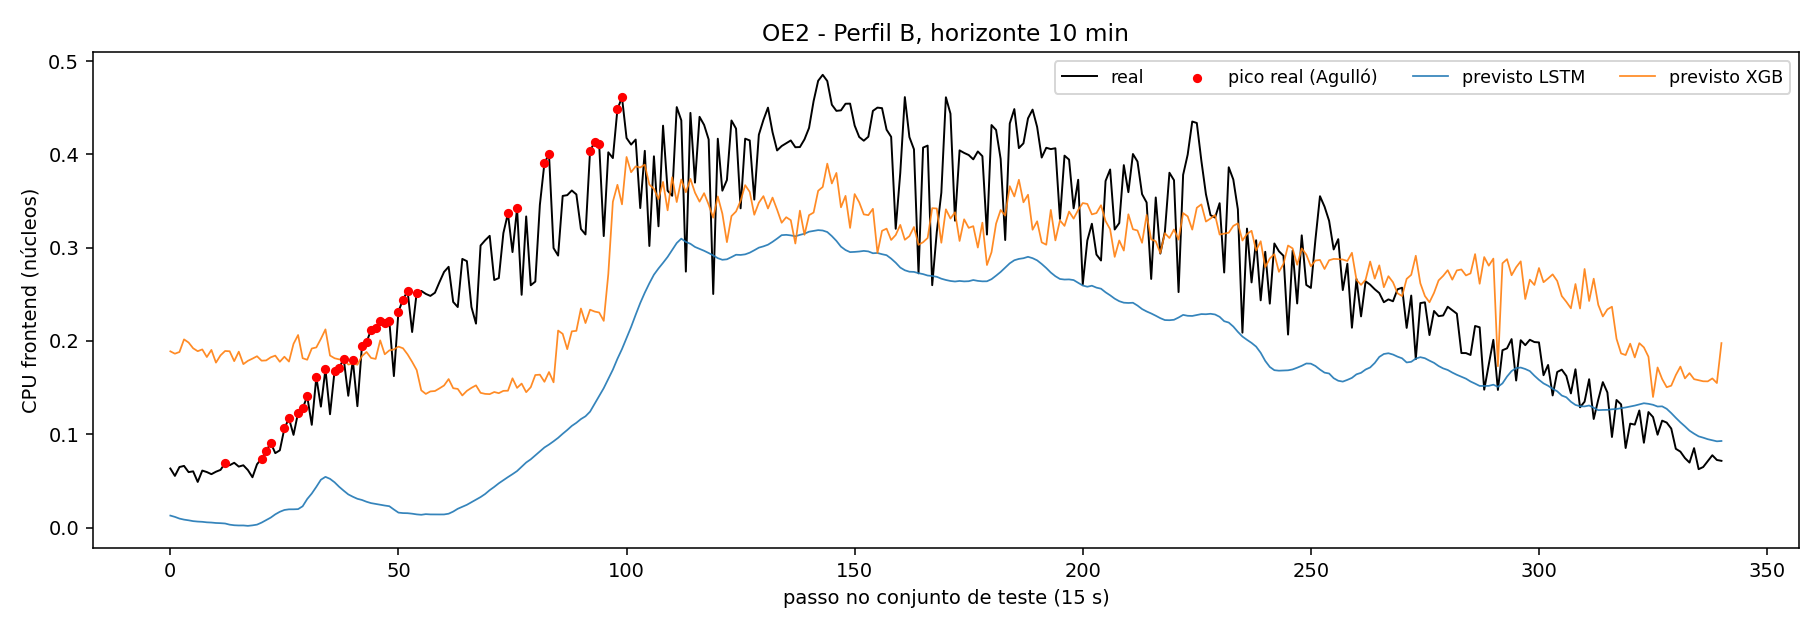 OE2 - Perfil B, horizonte 10 min
real
pico real (Agulló)
previsto LSTM
previsto XGB
CPU frontend (núcleos)
0.5
0.4
0.3
0.2
0.1
0.0
0 50 100 150 200 250 300 350
passo no conjunto de teste (15 s)